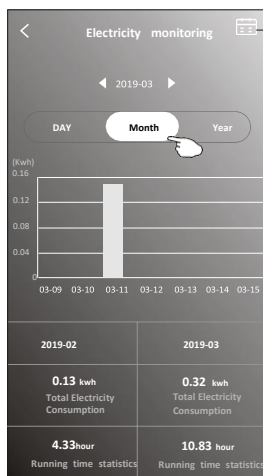 Electricity monitoring
2019-03
DAY Month Year
(Kwh)
0.16
0.12
0.08
0.04
0
03-09 03-10 03-11 03-12 03-13 03-14 03-15
2019-02 2019-03
0.13 kwh 0.32 kwh
Total Electricity Total Electricity
Consumption Consumption
4.33hour 10.83 hour
Running time statistics Running time statistics